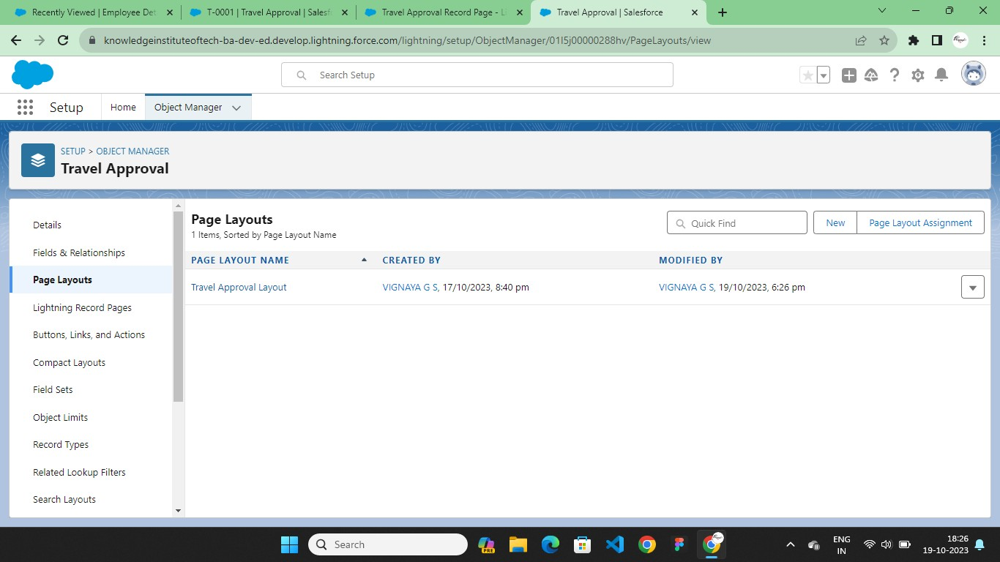 Recently Viewed | Employee Det
T-0001 | Travel Approval | Salesf
Travel Approval Record Page - Li
Travel Approval | Salesforce
knowledgeinstituteoftech-ba-dev-ed.develop.lightning.force.com/lightning/setup/ObjectManager/01I5j00000288hv/PageLayouts/view
Search Setup
Setup
Home
Object Manager
SETUP > OBJECT MANAGER
Travel Approval
Details
Fields & Relationships
Page Layouts
Lightning Record Pages
Buttons, Links, and Actions
Compact Layouts
Field Sets
Object Limits
Record Types
Related Lookup Filters
Search Layouts
Page Layouts
1 Items, Sorted by Page Layout Name
Quick Find
New
Page Layout Assignment
PAGE LAYOUT NAME CREATED BY MODIFIED BY
Travel Approval Layout VIGNAYA G S, 17/10/2023, 8:40 pm VIGNAYA G S, 19/10/2023, 6:26 pm
Search
PRE
ENG
IN
18:26
19-10-2023